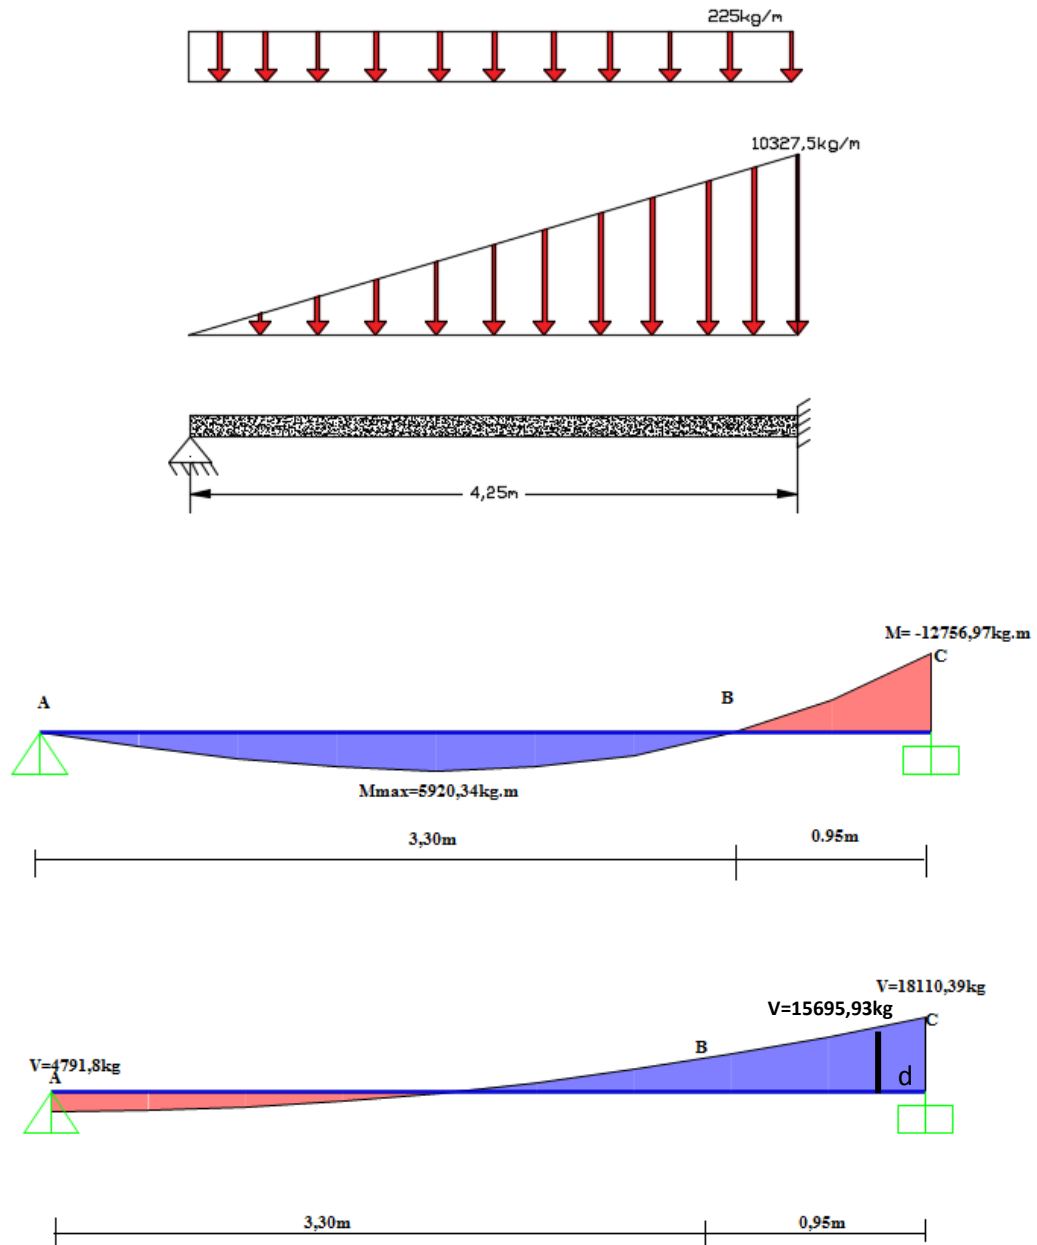 225kg/m
10327,5kg/m
4,25m
M= -12756,97kg.m
C
A
B
Mmax=5920,34kg.m
3,30m
0.95m
V=18110,39kg
V=15695,93kg
C
B
V=4791,8kg
A
d
3,30m
0,95m